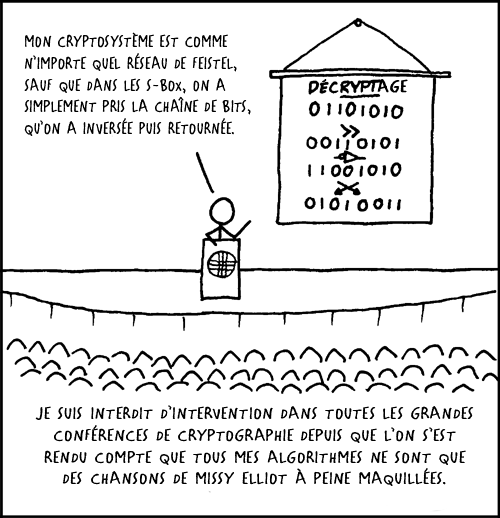 MON CRYPTOSYSTÈME EST COMME
N'IMPORTE QUEL RÉSEAU DE FEISTEL,
SAUF QUE DANS LES S-BOX, ON A
SIMPLEMENT PRIS LA CHAÎNE DE BITS,
QU'ON A INVERSÉE PUIS RETOURNÉE.
DÉCRYPTAGE
01101010
00110101
11001010
01010011
JE SUIS INTERDIT D'INTERVENTION DANS TOUTES LES GRANDES
CONFÉRENCES DE CRYPTOGRAPHIE DEPUIS QUE L'ON S'EST
RENDU COMPTE QUE TOUS MES ALGORITHMES NE SONT QUE
DES CHANSONS DE MISSY ELLIOT À PEINE MAQUILLÉES.